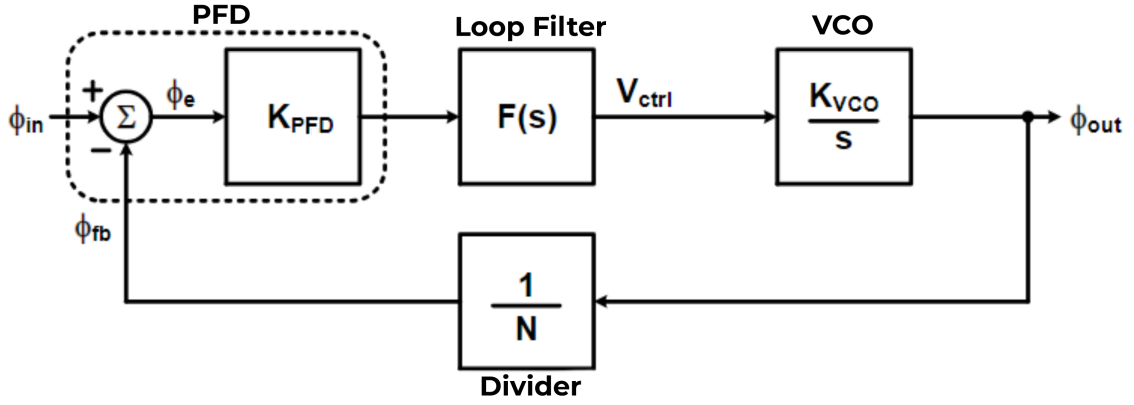 PFD
Loop Filter
VCO
+
ϕin
Σ
ϕe
KPFD
F(s)
Vctrl
KVCO
s
ϕout
−
ϕfb
1
N
Divider